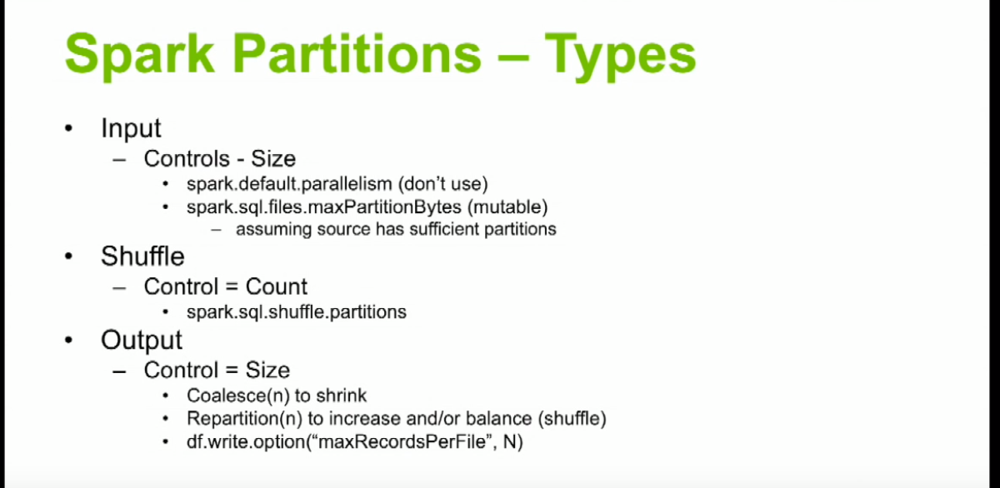 Spark Partitions – Types
• Input
– Controls - Size
• spark.default.parallelism (don’t use)
• spark.sql.files.maxPartitionBytes (mutable)
– assuming source has sufficient partitions
• Shuffle
– Control = Count
• spark.sql.shuffle.partitions
• Output
– Control = Size
• Coalesce(n) to shrink
• Repartition(n) to increase and/or balance (shuffle)
• df.write.option(“maxRecordsPerFile”, N)